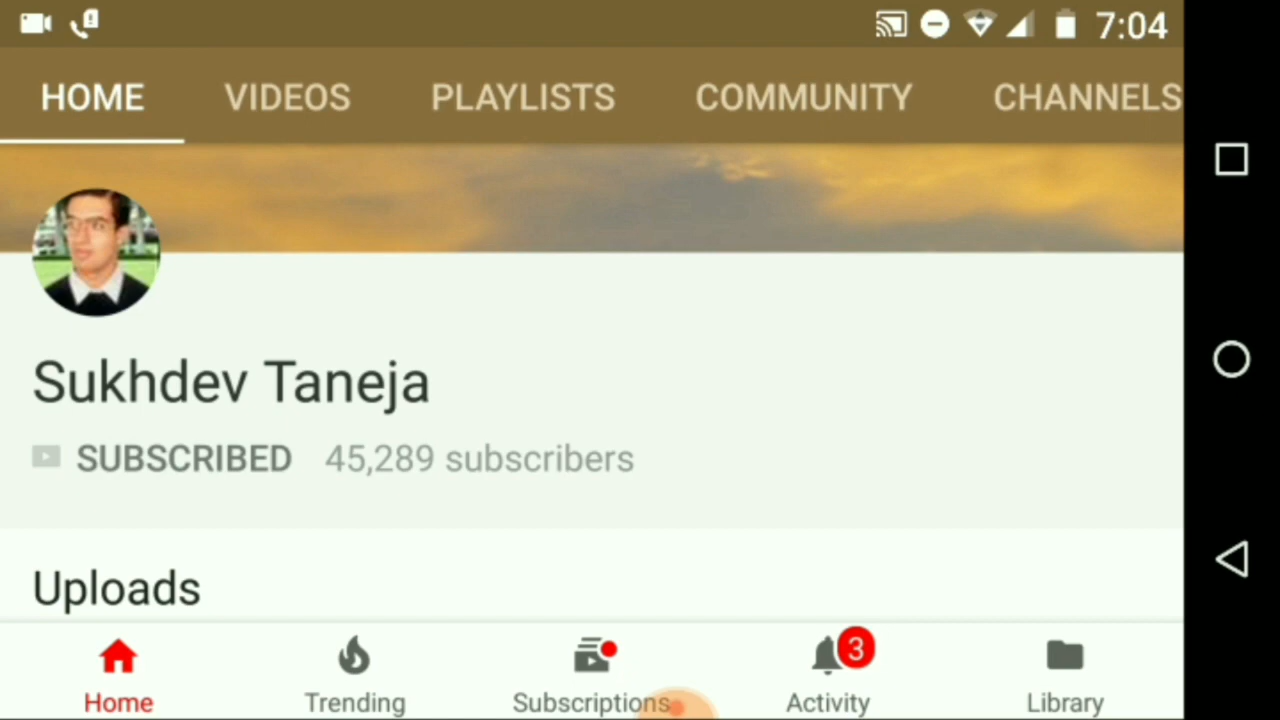 7:04
HOME VIDEOS PLAYLISTS COMMUNITY CHANNELS
Sukhdev Taneja
SUBSCRIBED 45,289 subscribers
Uploads
3
Home Trending Subscriptions Activity Library